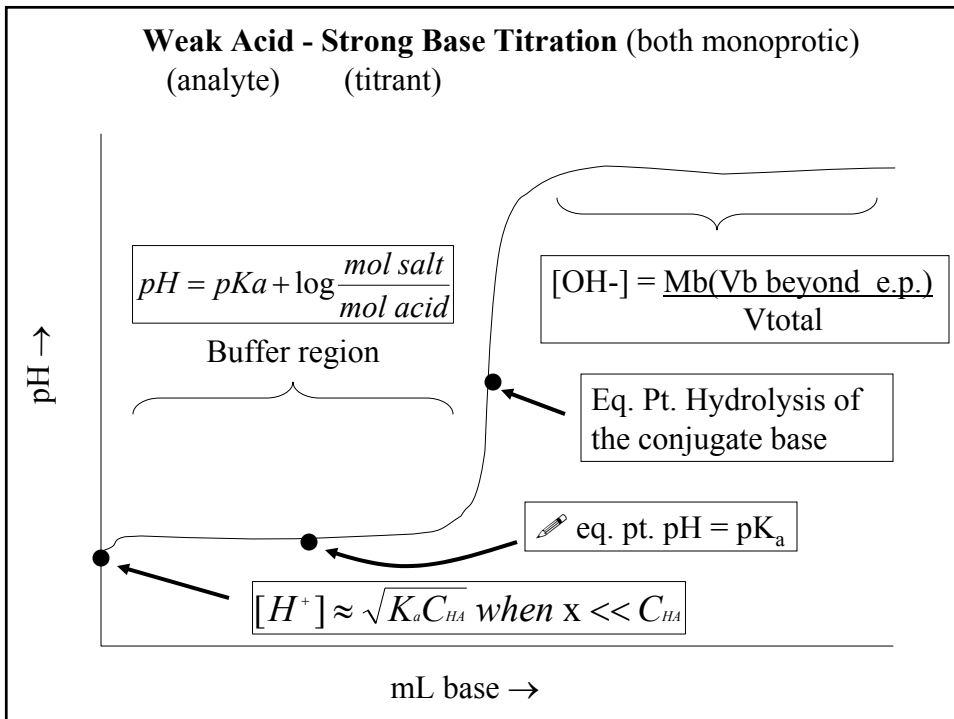 Weak Acid - Strong Base Titration (both monoprotic)
(analyte) (titrant)
pH = pKa + log mol salt / mol acid
Buffer region
[OH-] = Mb(Vb beyond e.p.)
Vtotal
pH →
Eq. Pt. Hydrolysis of
the conjugate base
✐ eq. pt. pH = pKₐ
[H⁺] ≈ √KₐC_HA when x << C_HA
mL base →